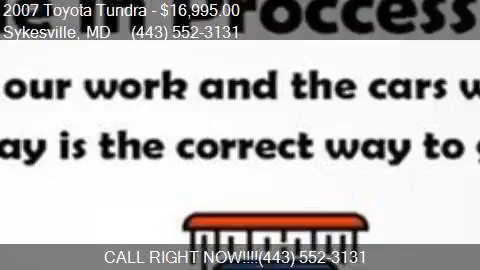 2007 Toyota Tundra - $16,995.00
Sykesville, MD (443) 552-3131
our work and the cars
ay is the correct way to
CALL RIGHT NOW!!!!(443) 552-3131